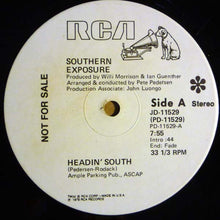 RCA
SOUTHERN
EXPOSURE
Produced by Willi Morrison & Ian Guenther
Arranged & conducted by Pete Pedersen
Production Associate: John Luongo
NOT FOR SALE
Side A
JD-11529
(PD-11529)
PD-11529-A
7:55
Intro :44
End: Fade
33 1/3 RPM
HEADIN' SOUTH
(Pedersen-Rodack)
Ample Parking Pub., ASCAP